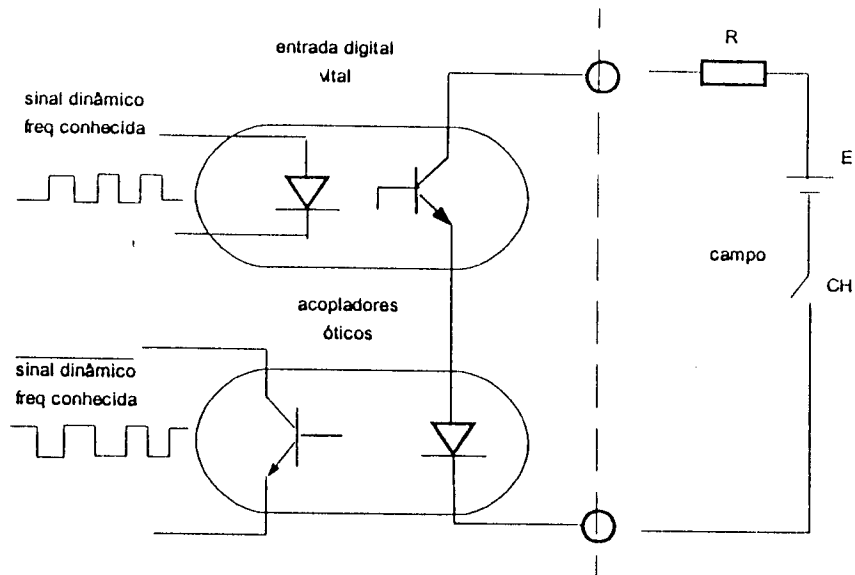 entrada digital
vital
sinal dinâmico
freq conhecida
R
E
campo
CH
acopladores
óticos
sinal dinâmico
freq conhecida